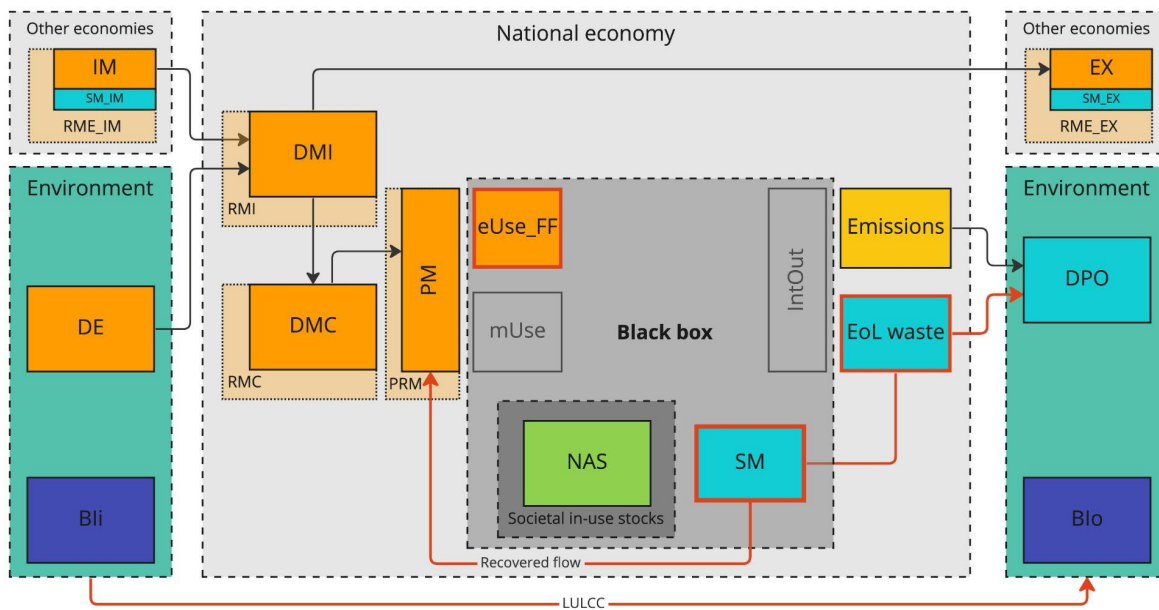 Other economies
IM
SM_IM
RME_IM
National economy
Other economies
EX
SM_EX
RME_EX
Environment
DE
BIi
DMI
RMI
DMC
RMC
PM
PRM
eUse_FF
mUse
Black box
IntOut
NAS
Societal in-use stocks
SM
Emissions
EoL waste
Environment
DPO
BIo
Recovered flow
LULCC